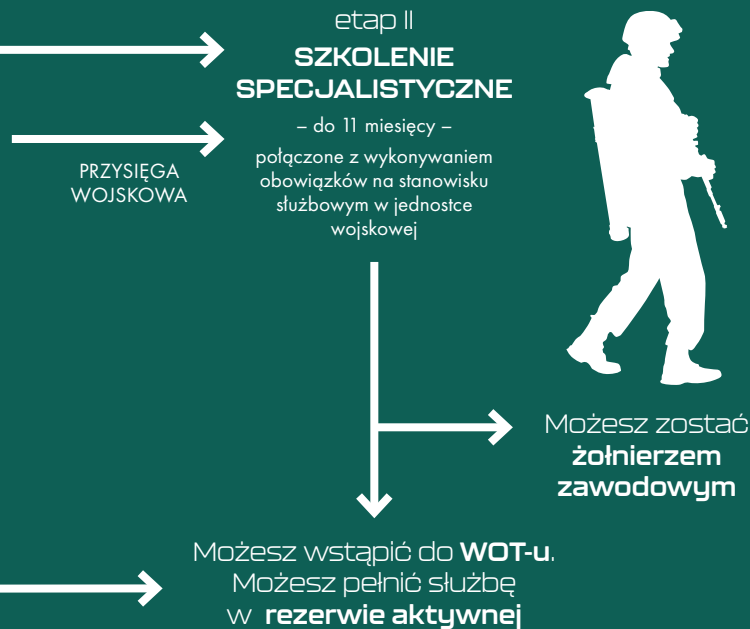 etap II
SZKOLENIE
SPECJALISTYCZNE
– do 11 miesięcy –
połączone z wykonywaniem
obowiązków na stanowisku
służbowym w jednostce
wojskowej
PRZYSIĘGA
WOJSKOWA
Możesz zostać
żołnierzem
zawodowym
Możesz wstąpić do WOT-u.
Możesz pełnić służbę
w rezerwie aktywnej